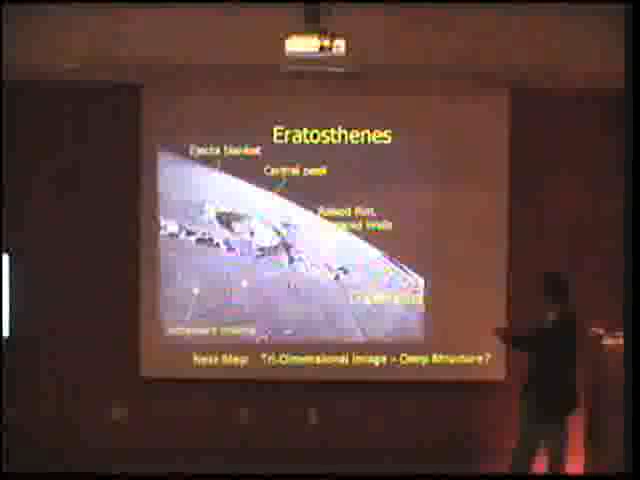 Eratosthenes
Ejecta blanket
Central peak
Raised Rim,
Next Step: Tri-Dimensional Image - Deep Structure?